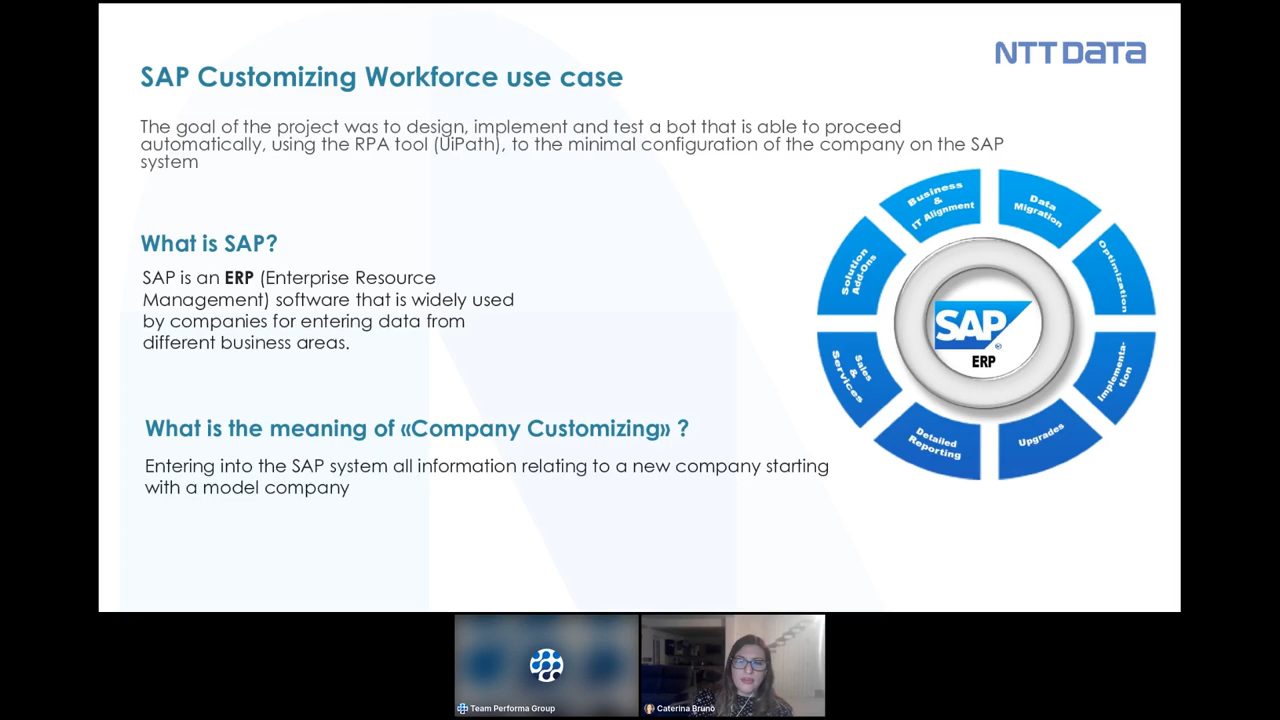 NTT DATA
SAP Customizing Workforce use case
The goal of the project was to design, implement and test a bot that is able to proceed
automatically, using the RPA tool (UiPath), to the minimal configuration of the company on the SAP
system
What is SAP?
SAP is an ERP (Enterprise Resource
Management) software that is widely used
by companies for entering data from
different business areas.
What is the meaning of «Company Customizing» ?
Entering into the SAP system all information relating to a new company starting
with a model company
Business
&
IT Alignment
Data
Migration
Optimization
Implementa-
tion
Upgrades
Detailed
Reporting
Sales
&
Services
Solution
Add-Ons
SAP
®
ERP
Team Performa Group
Caterina Bruno